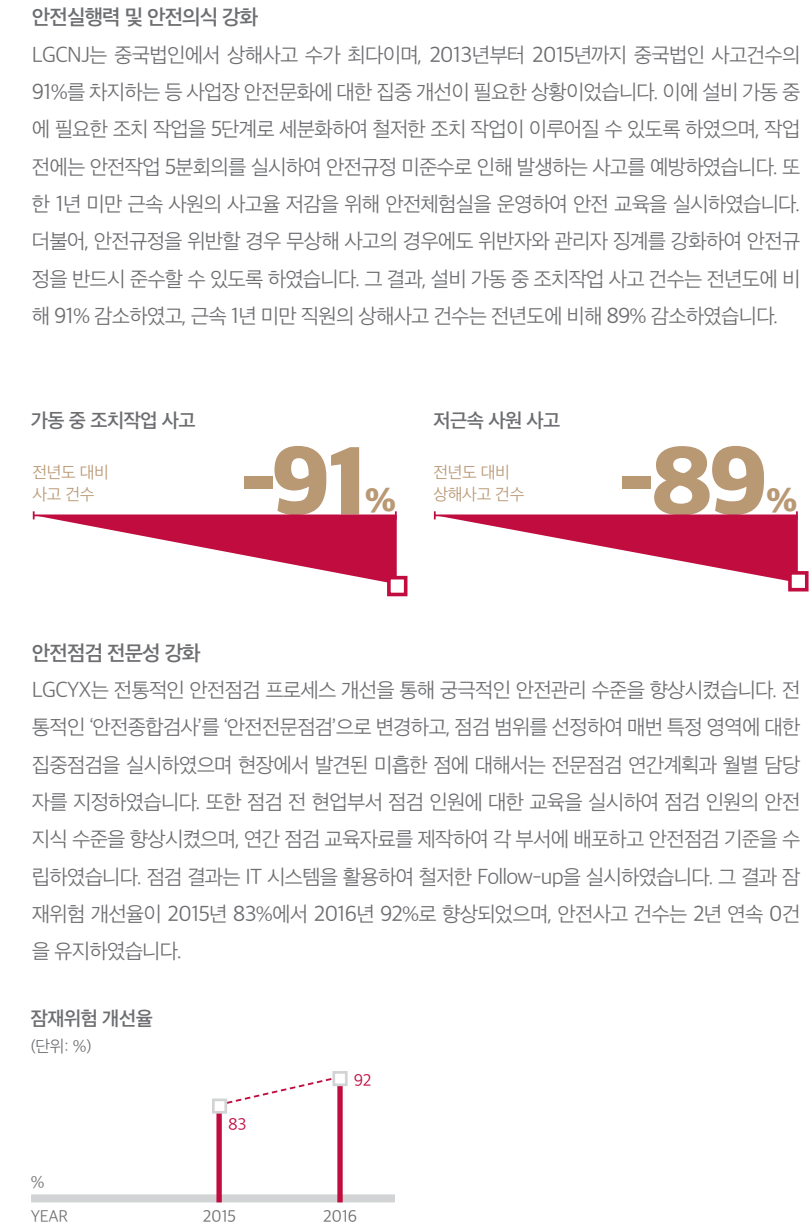 안전실행력 및 안전의식 강화
LGCNJ는 중국법인에서 상해사고 수가 최다이며, 2013년부터 2015년까지 중국법인 사고건수의
91%를 차지하는 등 사업장 안전문화에 대한 집중 개선이 필요한 상황이었습니다. 이에 설비 가동 중
에 필요한 조치 작업을 5단계로 세분화하여 철저한 조치 작업이 이루어질 수 있도록 하였으며, 작업
전에는 안전작업 5분회의를 실시하여 안전규정 미준수로 인해 발생하는 사고를 예방하였습니다. 또
한 1년 미만 근속 사원의 사고율 저감을 위해 안전체험실을 운영하여 안전 교육을 실시하였습니다.
더불어, 안전규정을 위반할 경우 무상해 사고의 경우에도 위반자와 관리자 징계를 강화하여 안전규
정을 반드시 준수할 수 있도록 하였습니다. 그 결과, 설비 가동 중 조치작업 사고 건수는 전년도에 비
해 91% 감소하였고, 근속 1년 미만 직원의 상해사고 건수는 전년도에 비해 89% 감소하였습니다.
가동 중 조치작업 사고
전년도 대비
사고 건수
-91%
저근속 사원 사고
전년도 대비
상해사고 건수
-89%
안전점검 전문성 강화
LGCYX는 전통적인 안전점검 프로세스 개선을 통해 궁극적인 안전관리 수준을 향상시켰습니다. 전
통적인 ‘안전종합검사’를 ‘안전전문점검’으로 변경하고, 점검 범위를 선정하여 매번 특정 영역에 대한
집중점검을 실시하였으며 현장에서 발견된 미흡한 점에 대해서는 전문점검 연간계획과 월별 담당
자를 지정하였습니다. 또한 점검 전 현업부서 점검 인원에 대한 교육을 실시하여 점검 인원의 안전
지식 수준을 향상시켰으며, 연간 점검 교육자료를 제작하여 각 부서에 배포하고 안전점검 기준을 수
립하였습니다. 점검 결과는 IT 시스템을 활용하여 철저한 Follow-up을 실시하였습니다. 그 결과 잠
재위험 개선율이 2015년 83%에서 2016년 92%로 향상되었으며, 안전사고 건수는 2년 연속 0건
을 유지하였습니다.
잠재위험 개선율
(단위: %)
92
83
%
YEAR 2015 2016